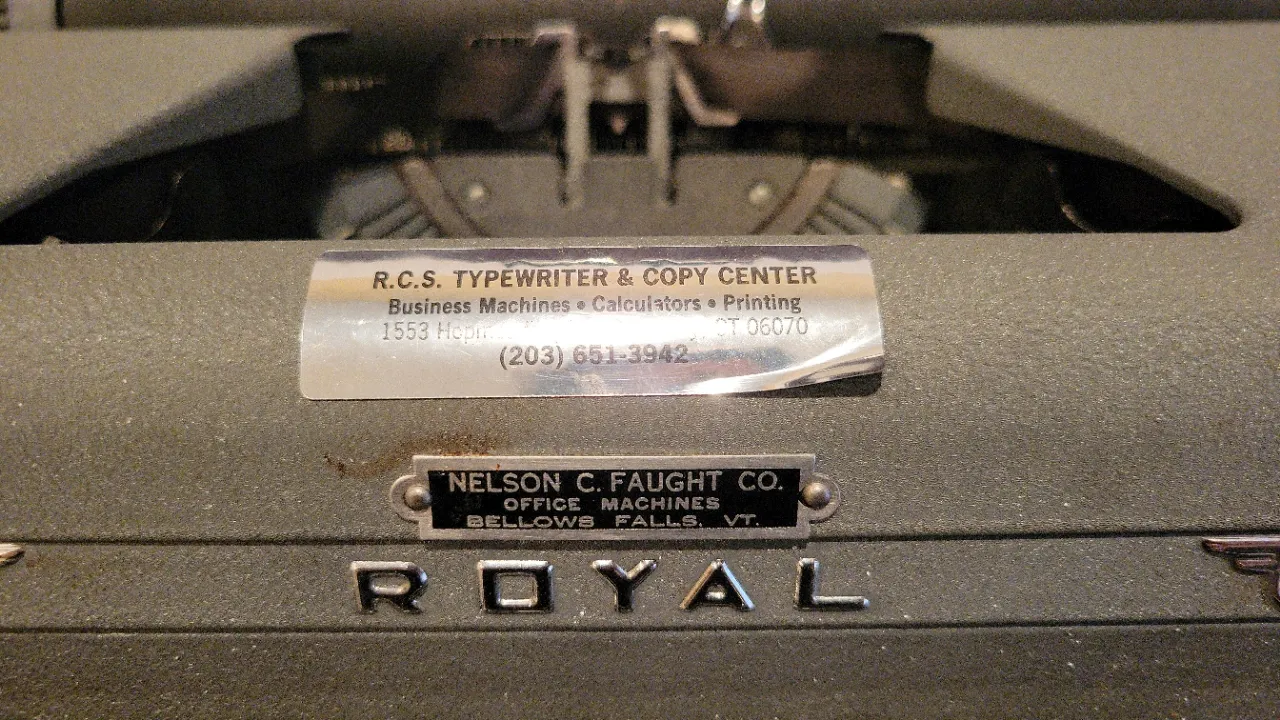 R.C.S. TYPEWRITER & COPY CENTER
Business Machines • Calculators • Printing
1553 CT 06070
(203) 651-3942
NELSON C. FAUGHT CO.
OFFICE MACHINES
BELLOWS FALLS, VT.
ROYAL